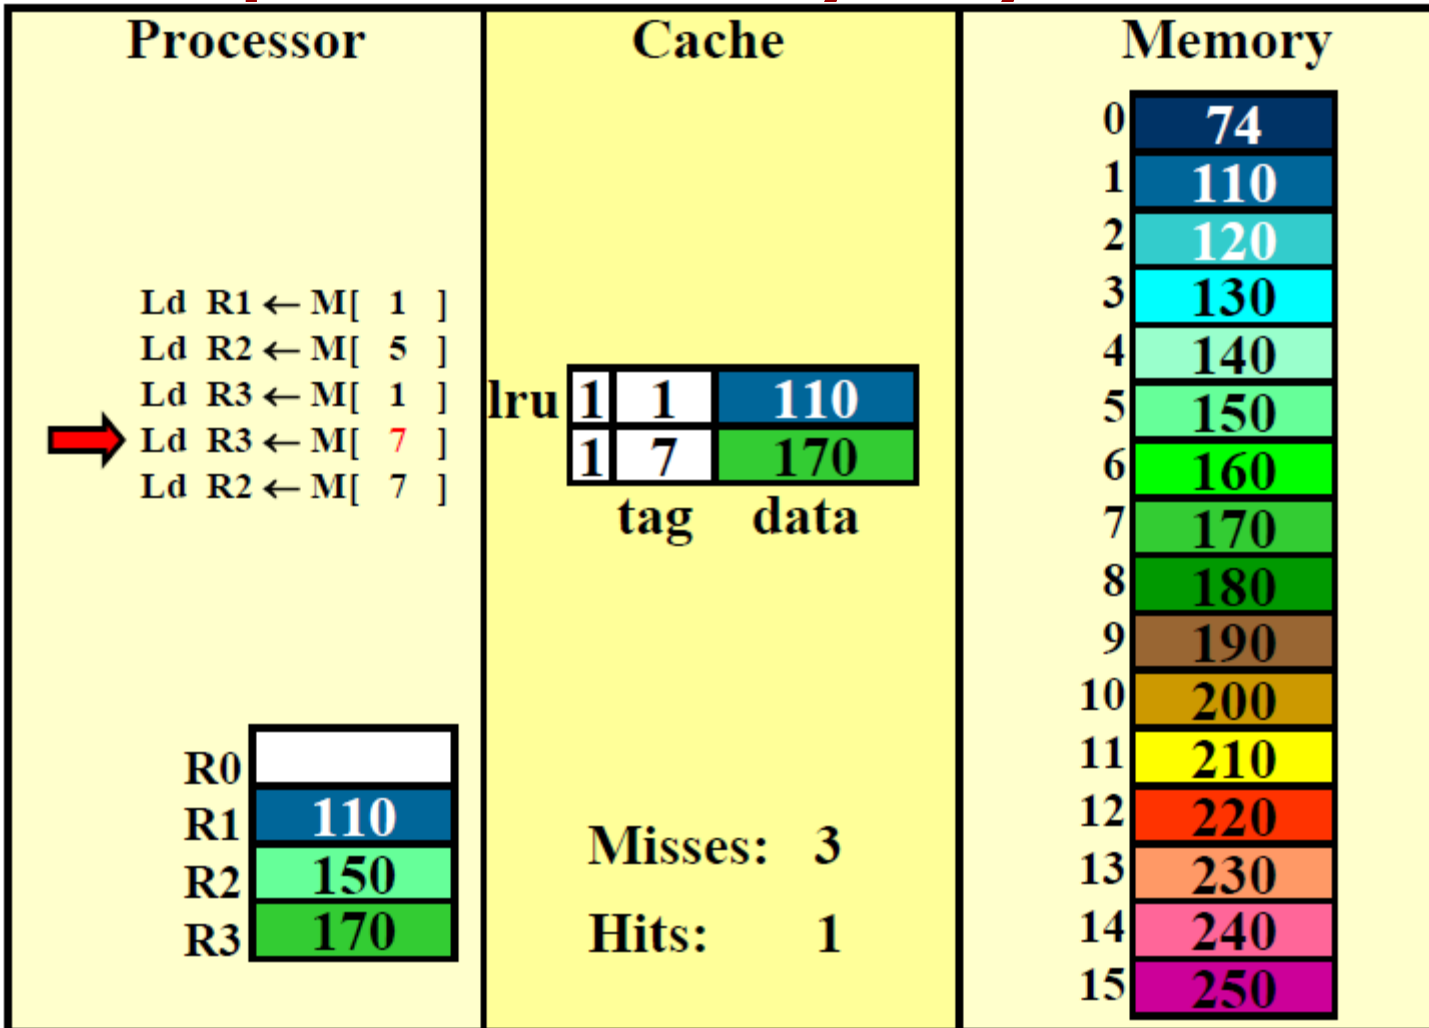 Processor
Ld R1 ← M[ 1 ]
Ld R2 ← M[ 5 ]
Ld R3 ← M[ 1 ]
Ld R3 ← M[ 7 ]
Ld R2 ← M[ 7 ]
R0
R1 110
R2 150
R3 170
Cache
lru 1 1 110
1 7 170
tag data
Misses: 3
Hits: 1
Memory
0 74
1 110
2 120
3 130
4 140
5 150
6 160
7 170
8 180
9 190
10 200
11 210
12 220
13 230
14 240
15 250